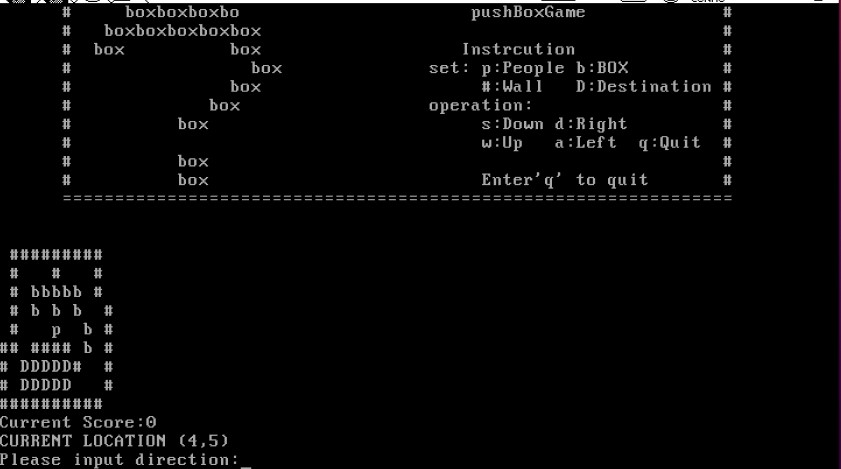 #     boxboxboxbo                      pushBoxGame             #
#   boxboxboxboxbox                                            #
#  box          box                   Instrcution              #
#                 box              set: p:People b:BOX         #
#               box                     #:Wall   D:Destination #
#             box                  operation:                  #
#          box                          s:Down d:Right         #
#                                       w:Up   a:Left  q:Quit  #
#          box                                                 #
#          box                          Enter'q' to quit       #
================================================================
 #########
 #   #   #
 # bbbbb #
 # b b b  #
 #   p  b #
## #### b #
# DDDDD#  #
# DDDDD   #
##########
Current Score:0
CURRENT LOCATION (4,5)
Please input direction:_